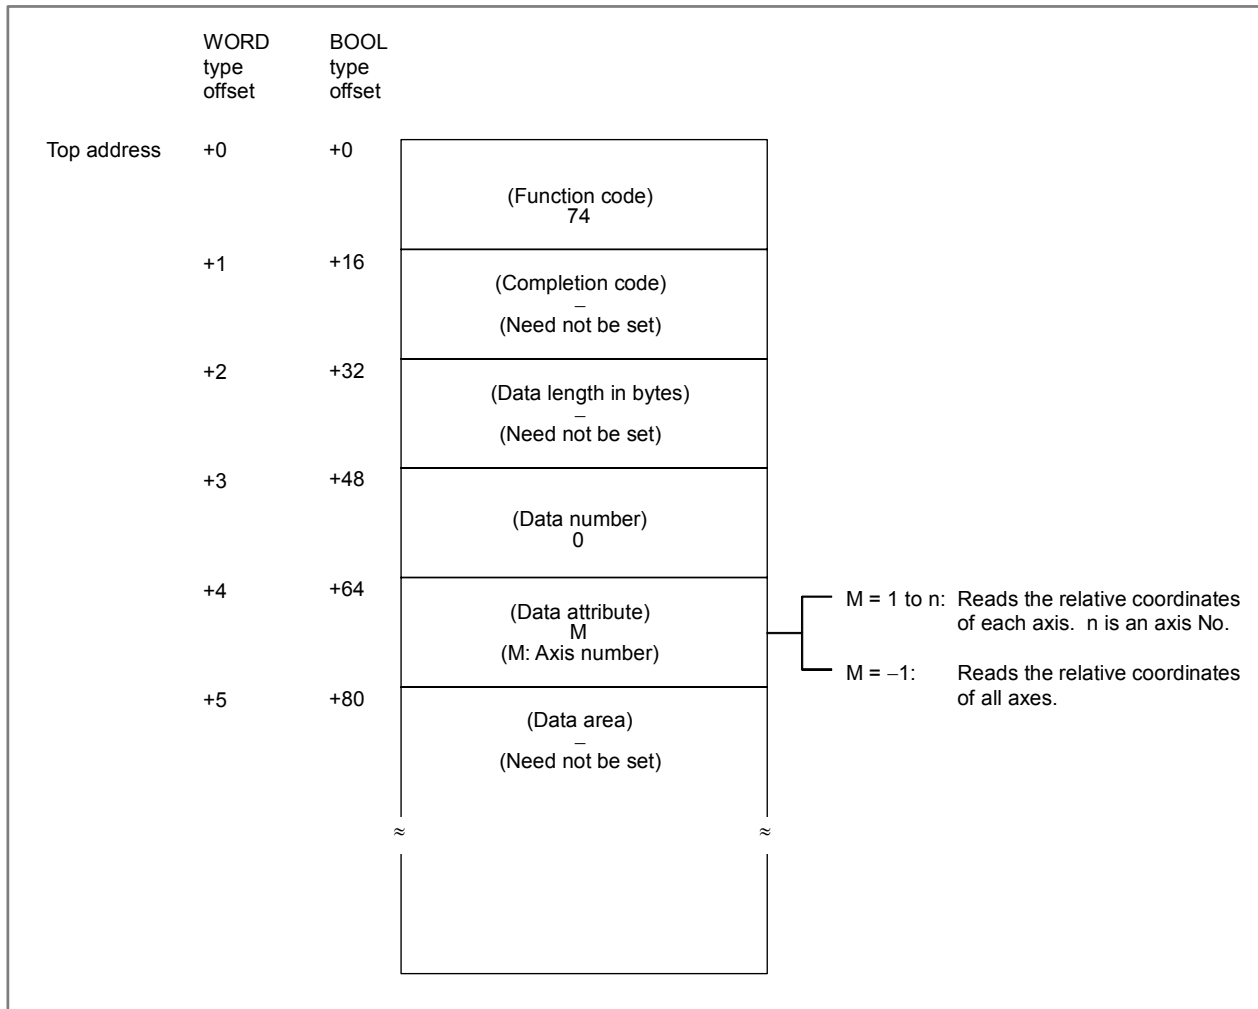 WORD BOOL
type type
offset offset
Top address +0 +0
(Function code)
74
+1 +16
(Completion code)
–
(Need not be set)
+2 +32
(Data length in bytes)
–
(Need not be set)
+3 +48
(Data number)
0
+4 +64
(Data attribute)
M
(M: Axis number)
M = 1 to n: Reads the relative coordinates
of each axis. n is an axis No.
M = −1: Reads the relative coordinates
of all axes.
+5 +80
(Data area)
–
(Need not be set)
≈ ≈